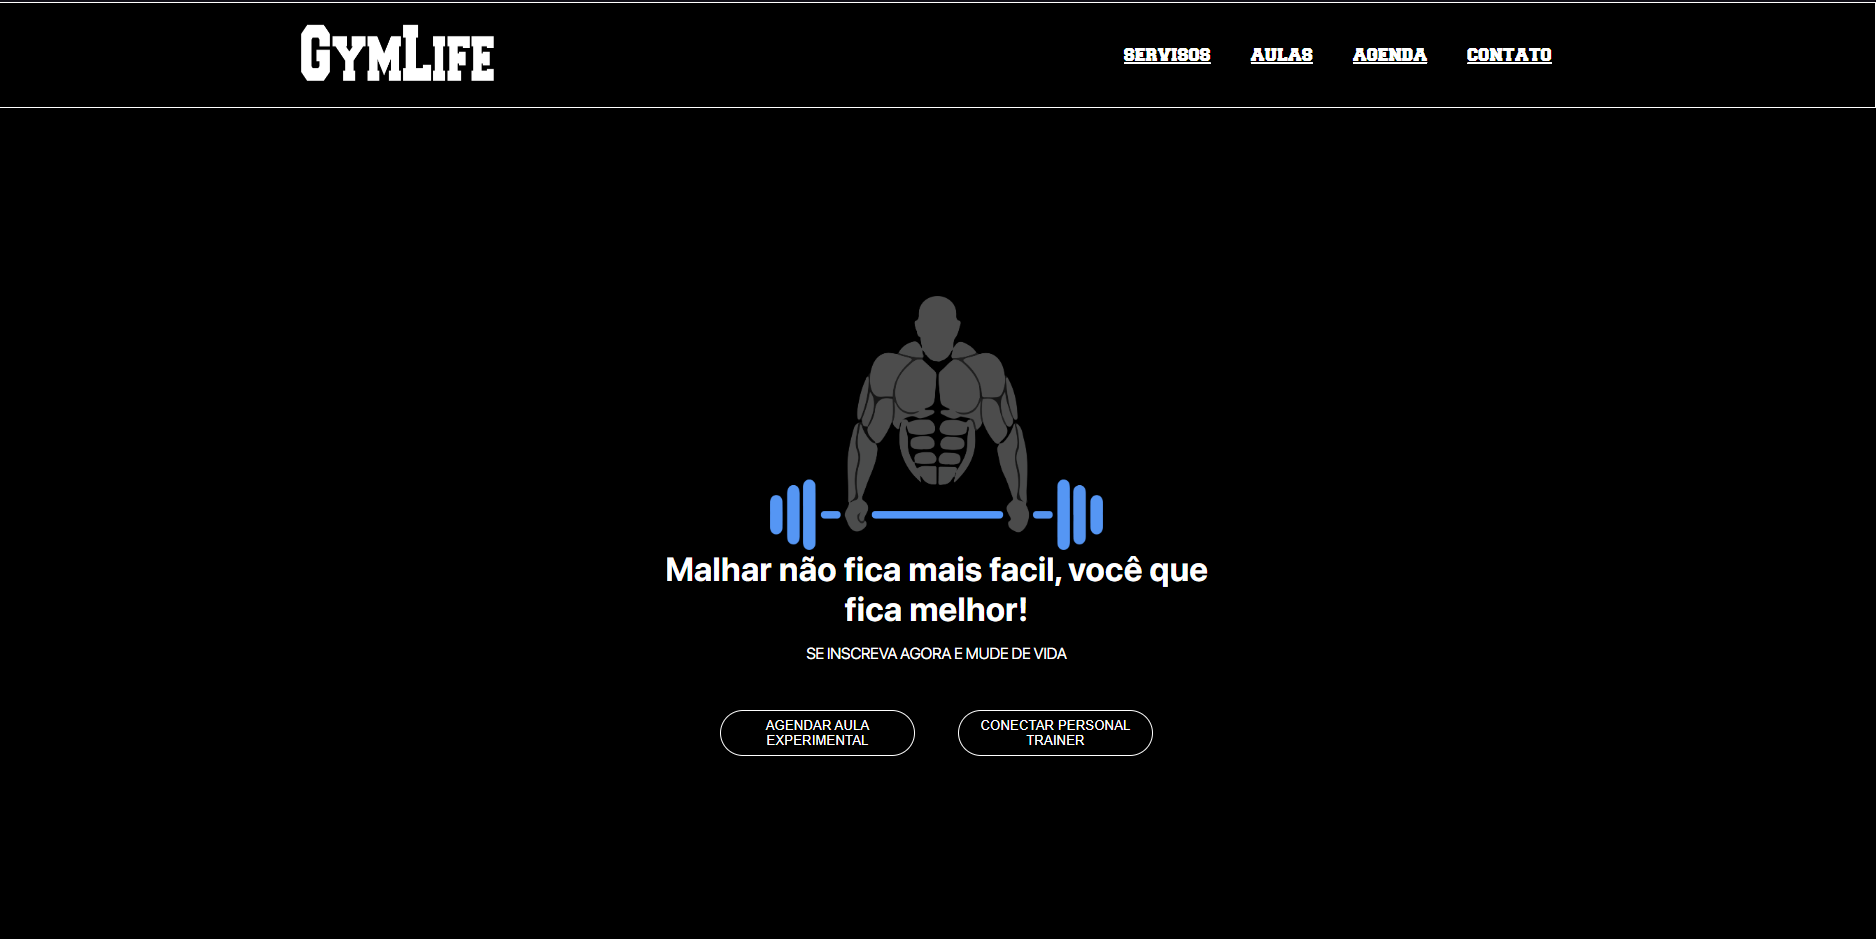 GymLife
SERVISOS AULAS AGENDA CONTATO
Malhar não fica mais facil, você que
fica melhor!
SE INSCREVA AGORA E MUDE DE VIDA
AGENDAR AULA
EXPERIMENTAL
CONECTAR PERSONAL
TRAINER